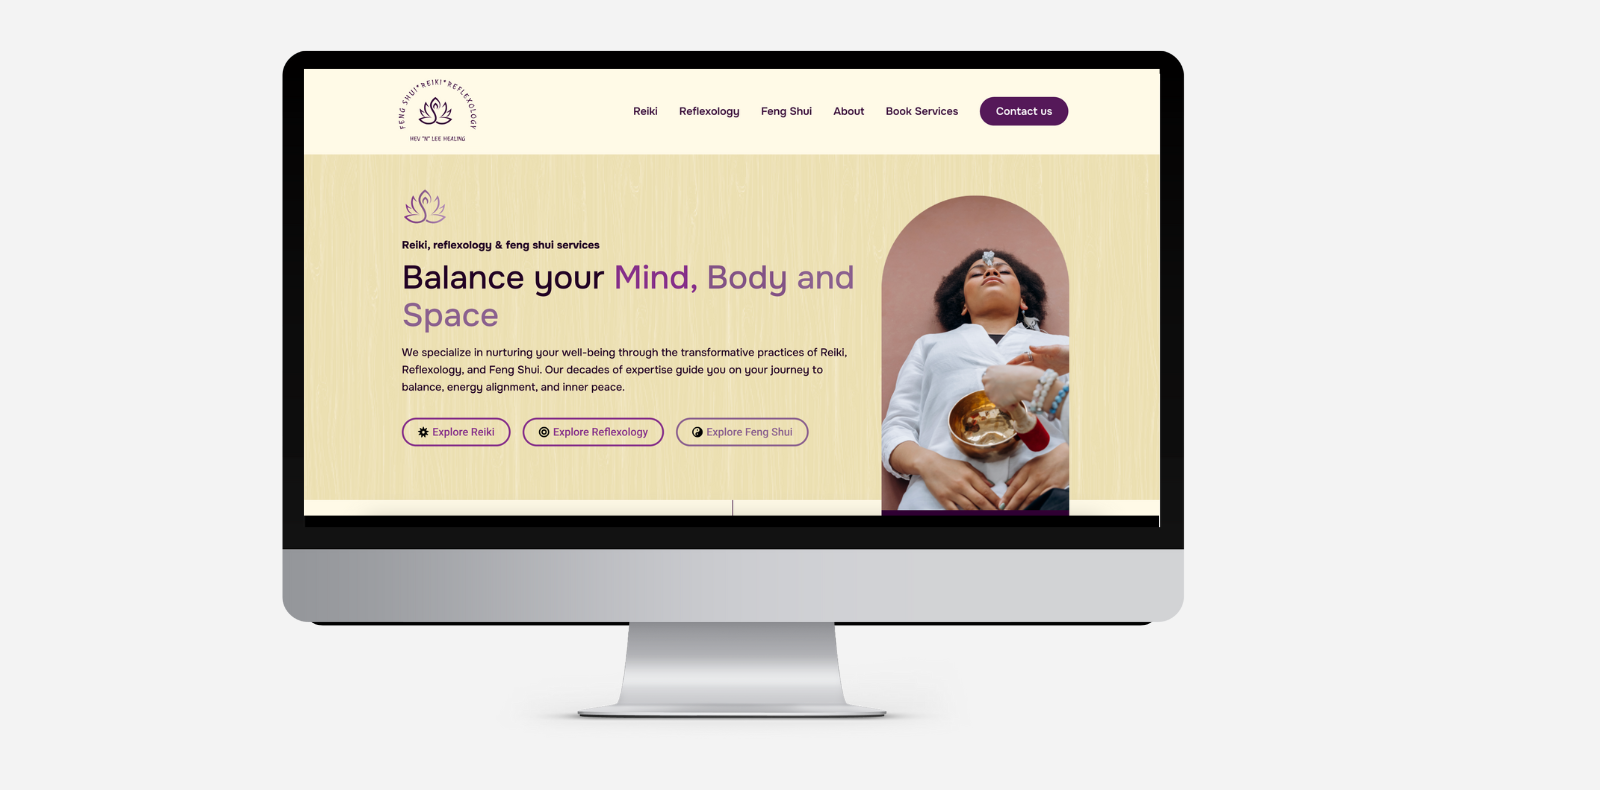 FENG SHUI*REIKI*REFLEXOLOGY
HEV "N" LEE HEALING
Reiki
Reflexology
Feng Shui
About
Book Services
Contact us
Reiki, reflexology & feng shui services
Balance your Mind, Body and
Space
We specialize in nurturing your well-being through the transformative practices of Reiki,
Reflexology, and Feng Shui. Our decades of expertise guide you on your journey to
balance, energy alignment, and inner peace.
Explore Reiki
Explore Reflexology
Explore Feng Shui